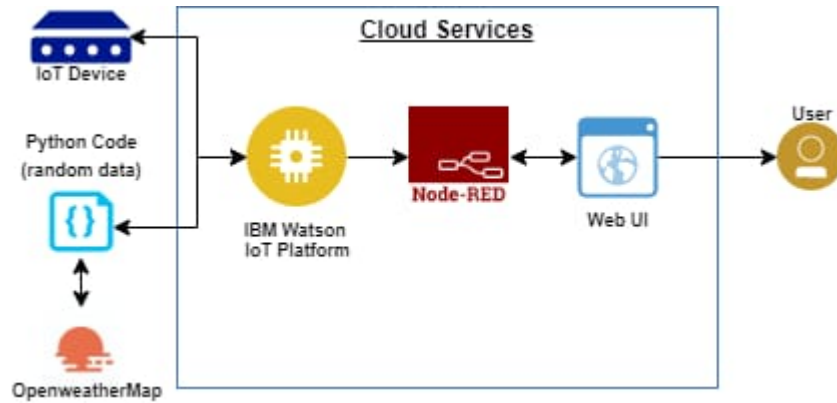 Cloud Services
IoT Device
Python Code
(random data)
{}
IBM Watson
IoT Platform
Node-RED
Web UI
User
OpenweatherMap